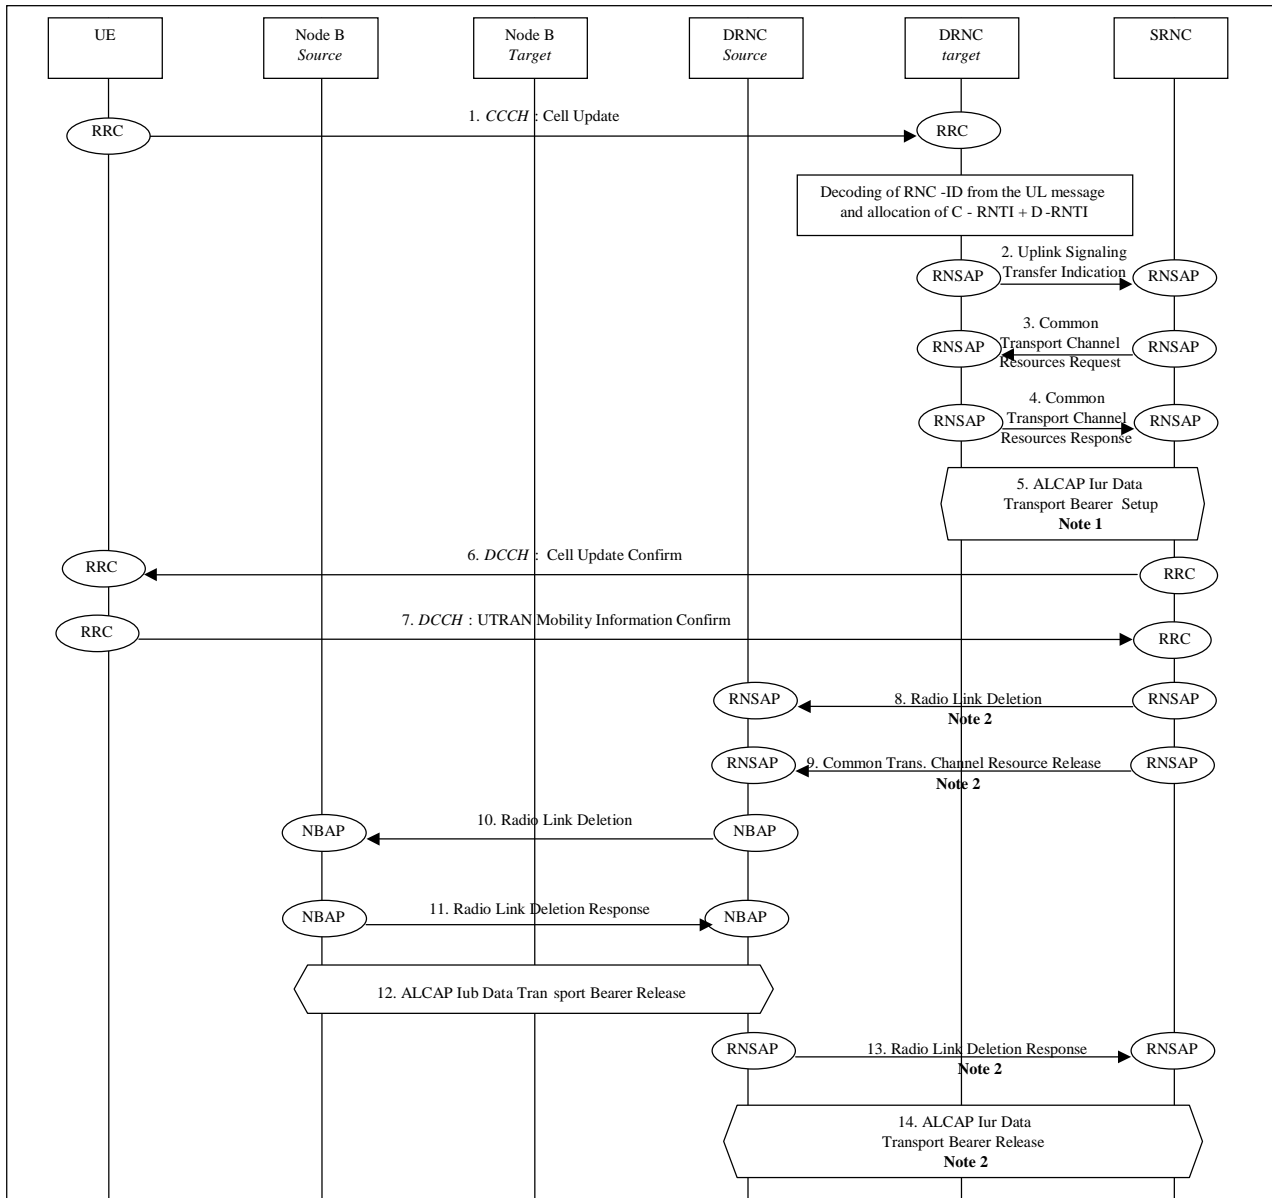 UE
Node B
Source
Node B
Target
DRNC
Source
DRNC
target
SRNC
1. CCCH : Cell Update
RRC
RRC
Decoding of RNC -ID from the UL message
and allocation of C - RNTI + D -RNTI
2. Uplink Signaling
Transfer Indication
RNSAP
RNSAP
3. Common
Transport Channel
Resources Request
RNSAP
RNSAP
4. Common
Transport Channel
Resources Response
RNSAP
RNSAP
5. ALCAP Iur Data
Transport Bearer Setup
Note 1
6. DCCH : Cell Update Confirm
RRC
RRC
7. DCCH : UTRAN Mobility Information Confirm
RRC
RRC
RNSAP
8. Radio Link Deletion
Note 2
RNSAP
RNSAP
9. Common Trans. Channel Resource Release
Note 2
RNSAP
NBAP
10. Radio Link Deletion
NBAP
NBAP
11. Radio Link Deletion Response
NBAP
12. ALCAP Iub Data Tran sport Bearer Release
RNSAP
13. Radio Link Deletion Response
Note 2
RNSAP
14. ALCAP Iur Data
Transport Bearer Release
Note 2